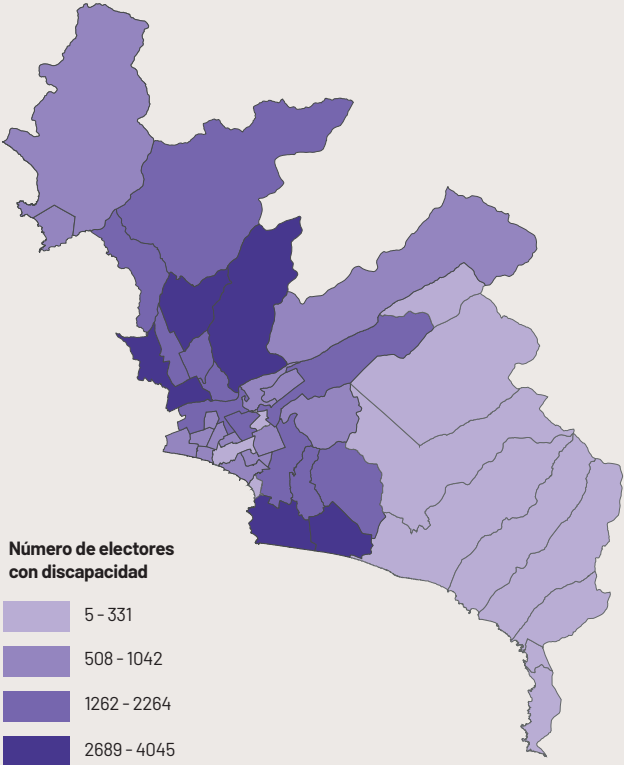 Número de electores
con discapacidad
5 - 331
508 - 1042
1262 - 2264
2689 - 4045